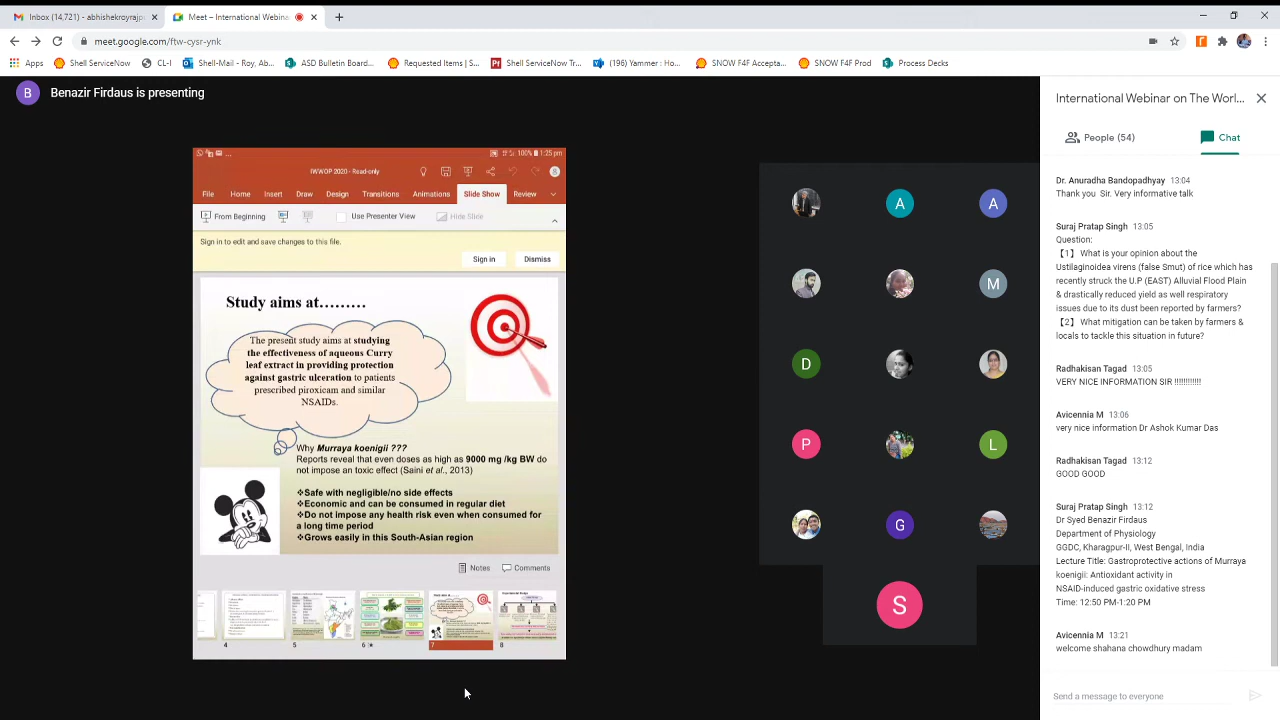 Inbox (14,721) - abhishekroyrajp
Meet – International Webina
meet.google.com/ftw-cysr-ynk
Apps
Shell ServiceNow
CL-I
Shell-Mail - Roy, Ab...
ASD Bulletin Board...
Requested Items | S...
Shell ServiceNow Tr...
(196) Yammer : Ho...
SNOW F4F Accepta...
SNOW F4F Prod
Process Decks
B
Benazir Firdaus is presenting
100% 1:25 pm
IWWOP 2020 - Read-only
B
File Home Insert Draw Design Transitions Animations Slide Show Review
From Beginning
Use Presenter View
Hide Slide
Sign in to edit and save changes to this file.
Sign in
Dismiss
Study aims at………
The present study aims at studying
the effectiveness of aqueous Curry
leaf extract in providing protection
against gastric ulceration to patients
prescribed piroxicam and similar
NSAIDs.
Why Murraya koenigii ???
Reports reveal that even doses as high as 9000 mg /kg BW do
not impose an toxic effect (Saini et al., 2013)
❖Safe with negligible/no side effects
❖Economic and can be consumed in regular diet
❖Do not impose any health risk even when consumed for
a long time period
❖Grows easily in this South-Asian region
Notes
Comments
4
5
6
7
8
A
A
M
D
P
L
G
S
International Webinar on The Worl...
People (54)
Chat
Dr. Anuradha Bandopadhyay 13:04
Thank you Sir. Very informative talk
Suraj Pratap Singh 13:05
Question:
【1】 What is your opinion about the
Ustilaginoidea virens (false Smut) of rice which has
recently struck the U.P (EAST) Alluvial Flood Plain
& drastically reduced yield as well respiratory
issues due to its dust been reported by farmers?
【2】 What mitigation can be taken by farmers &
locals to tackle this situation in future?
Radhakisan Tagad 13:05
VERY NICE INFORMATION SIR !!!!!!!!!!!!
Avicennia M 13:06
very nice information Dr Ashok Kumar Das
Radhakisan Tagad 13:12
GOOD GOOD
Suraj Pratap Singh 13:12
Dr Syed Benazir Firdaus
Department of Physiology
GGDC, Kharagpur-II, West Bengal, India
Lecture Title: Gastroprotective actions of Murraya
koenigii: Antioxidant activity in
NSAID-induced gastric oxidative stress
Time: 12:50 PM-1:20 PM
Avicennia M 13:21
welcome shahana chowdhury madam
Send a message to everyone